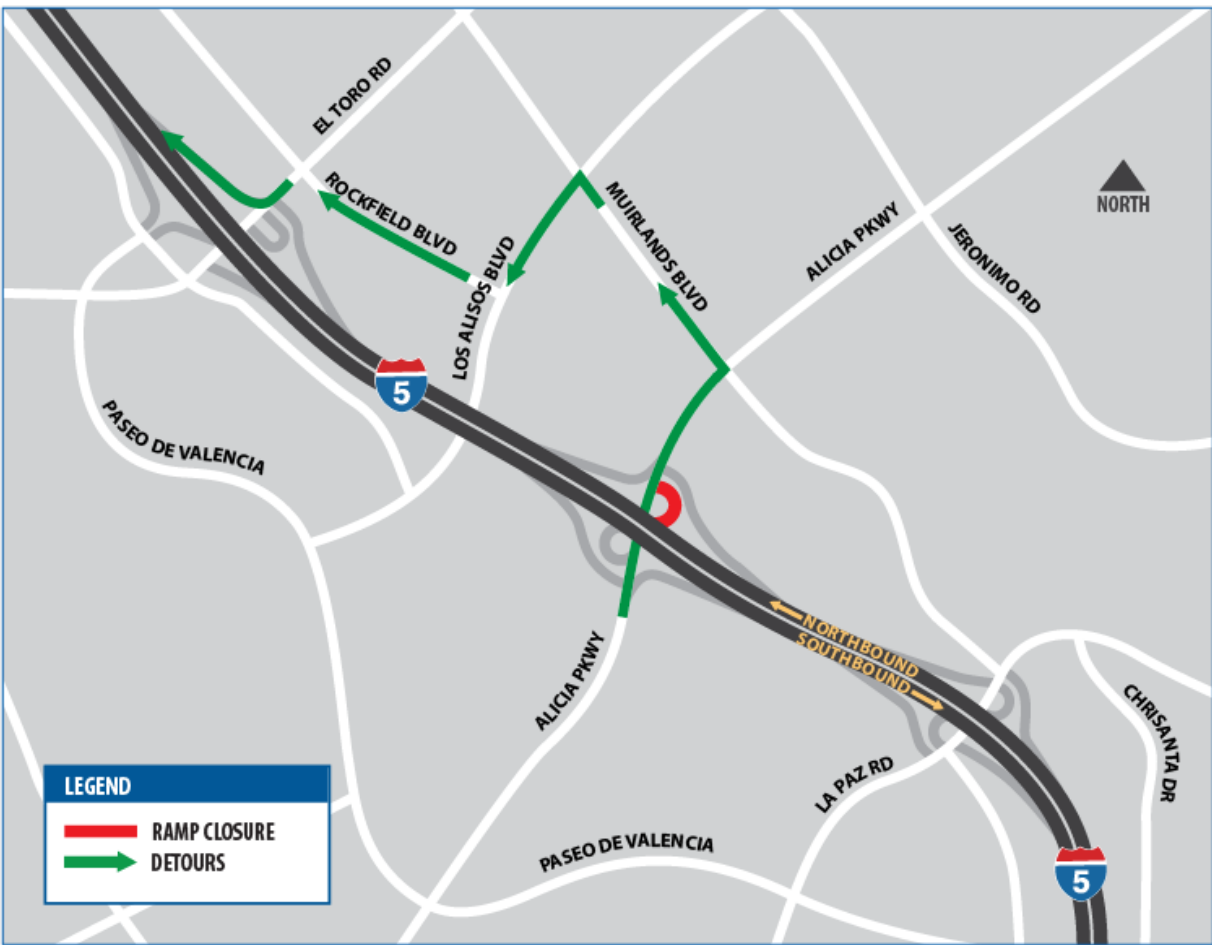 EL TORO RD
ROCKFIELD BLVD
MUIRLANDS BLVD
ALICIA PKWY
NORTH
JERONIMO RD
LOS ALISOS BLVD
5
PASEO DE VALENCIA
NORTHBOUND
SOUTHBOUND
ALICIA PKWY
CHRISANTA DR
LA PAZ RD
LEGEND
RAMP CLOSURE
DETOURS
PASEO DE VALENCIA
5